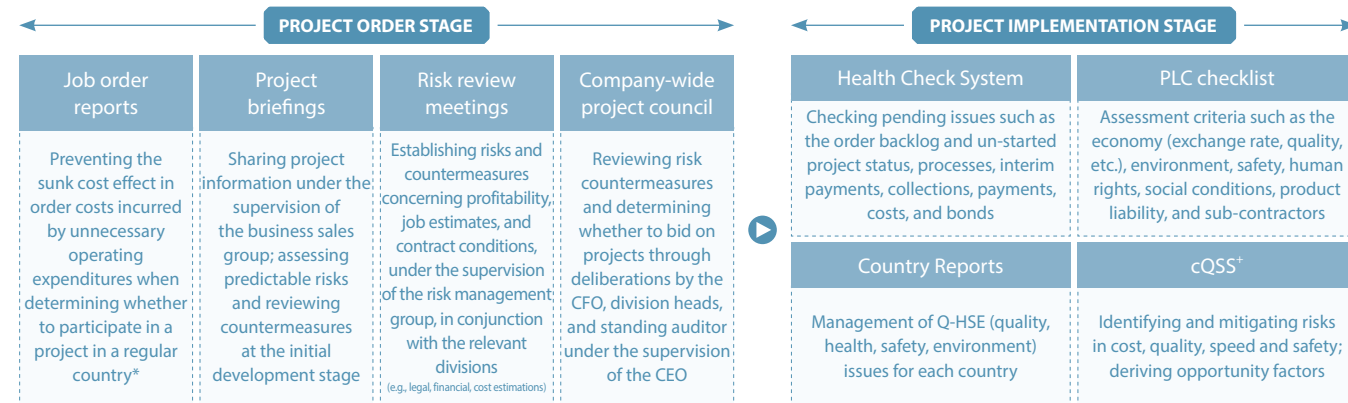 PROJECT ORDER STAGE
Job order
reports
Preventing the
sunk cost effect in
order costs incurred
by unnecessary
operating
expenditures when
determining whether
to participate in a
project in a regular
country*
Project
briefings
Sharing project
information under the
supervision of
the business sales
group; assessing
predictable risks
and reviewing
countermeasures
at the initial
development stage
Risk review
meetings
Establishing risks and
countermeasures
concerning profitability,
job estimates, and
contract conditions,
under the supervision
of the risk management
group, in conjunction
with the relevant
divisions
(e.g., legal, financial, cost estimations)
Company-wide
project council
Reviewing risk
countermeasures
and determining
whether to bid on
projects through
deliberations by the
CFO, division heads,
and standing auditor
under the supervision
of the CEO
PROJECT IMPLEMENTATION STAGE
Health Check System
Checking pending issues such as
the order backlog and un-started
project status, processes, interim
payments, collections, payments,
costs, and bonds
PLC checklist
Assessment criteria such as the
economy (exchange rate, quality,
etc.), environment, safety, human
rights, social conditions, product
liability, and sub-contractors
Country Reports
Management of Q-HSE (quality,
health, safety, environment)
issues for each country
cQSS+
Identifying and mitigating risks
in cost, quality, speed and safety;
deriving opportunity factors